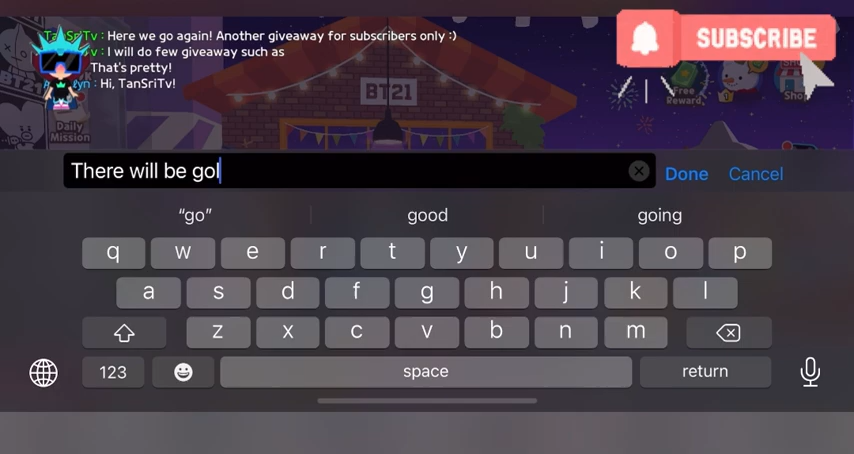 TanSriTv : Here we go again! Another giveaway for subscribers only :)
v : I will do few giveaway such as
That's pretty!
lyn : Hi, TanSriTv!
SUBSCRIBE
BT21
BT21
Free
Reward
Shop
Daily
Mission
There will be gol
Done
Cancel
“go”
good
going
q w e r t y u i o p
a s d f g h j k l
z x c v b n m
123
space
return